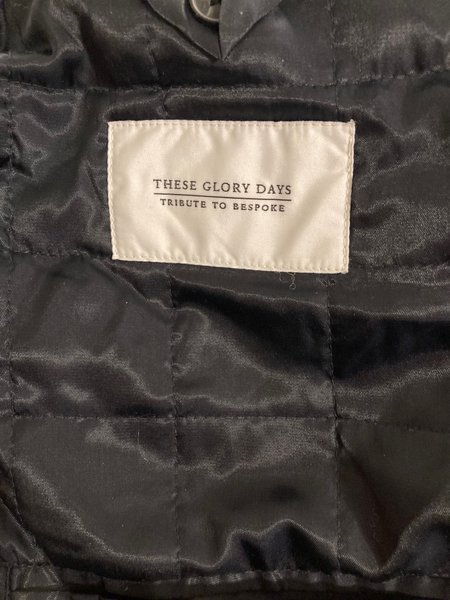 THESE GLORY DAYS
TRIBUTE TO BESPOKE